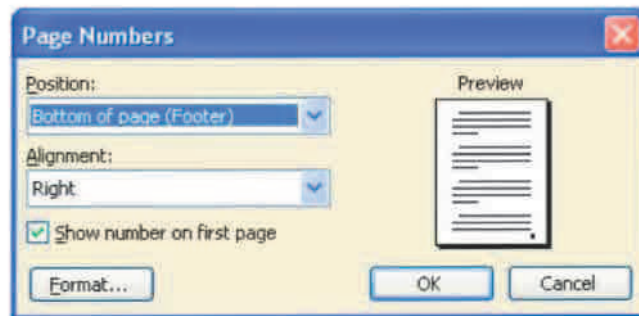 Page Numbers
Position:
Preview
Bottom of page (Footer)
Alignment:
Right
Show number on first page
Format...
OK
Cancel